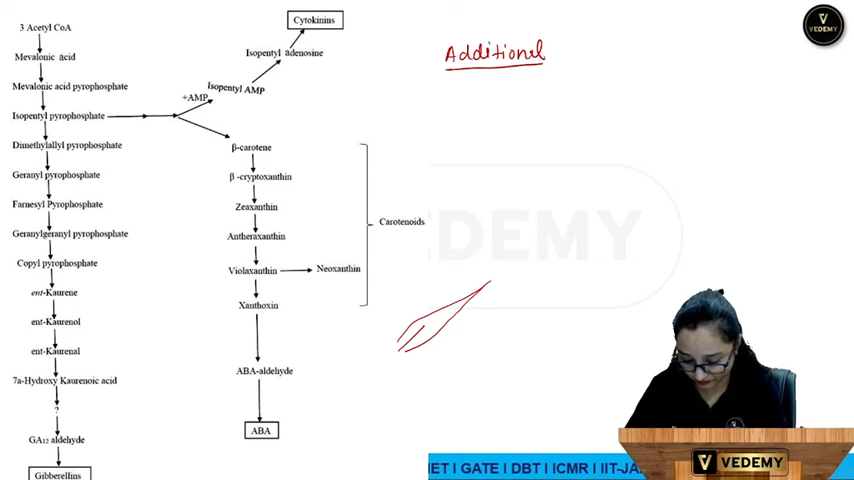 Cytokinins
3 Acetyl CoA
Mevalonic acid
Isopentyl adenosine
Mevalonic acid pyrophosphate
+AMP
Isopentyl AMP
Isopentyl pyrophosphate
Dimethylallyl pyrophosphate
Geranyl pyrophosphate
Farnesyl Pyrophosphate
Geranylgeranyl pyrophosphate
Copyl pyrophosphate
ent-Kaurene
ent-Kaurenol
ent-Kaurenal
7a-Hydroxy Kaurenoic acid
?
GA12 aldehyde
Gibberellins
β-carotene
β -cryptoxanthin
Zeaxanthin
Antheraxanthin
Violaxanthin
Neoxanthin
Xanthoxin
Carotenoids
ABA-aldehyde
ABA
Additional
VEDEMY
EDEMY
VEDEMY
NET I GATE I DBT I ICMR I IIT-JA